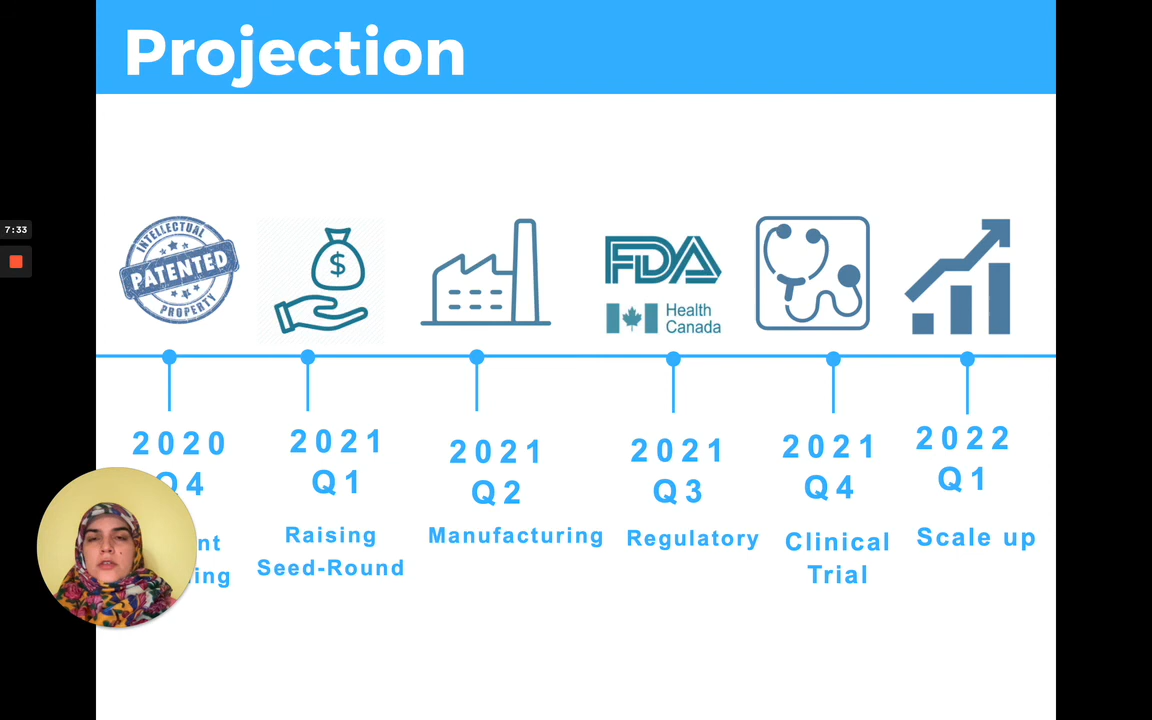 Projection
7:33
INTELLECTUAL
PATENTED
PROPERTY
$
FDA
Health
Canada
2020
Q4
2021
Q1
Raising
Seed-Round
2021
Q2
Manufacturing
2021
Q3
Regulatory
2021
Q4
Clinical
Trial
2022
Q1
Scale up